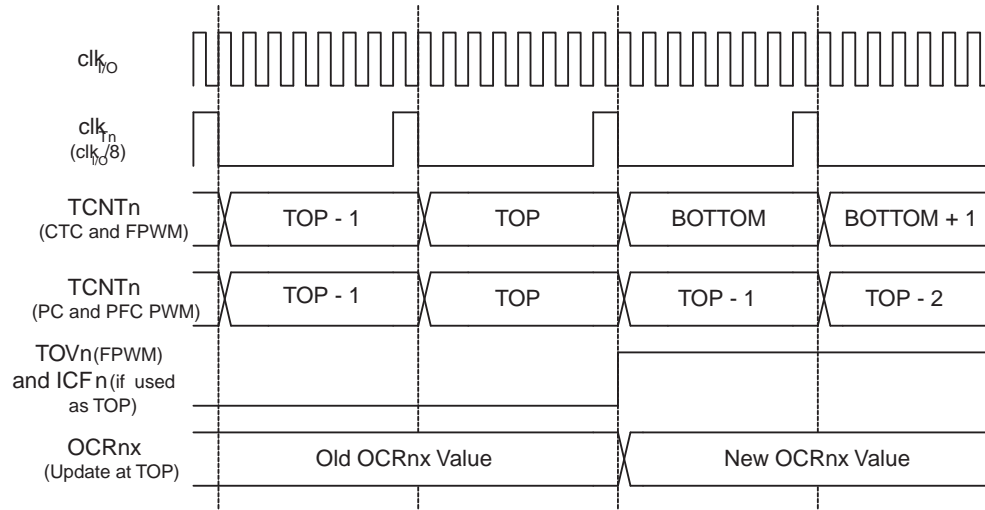 clkI/O
clkTn
(clkI/O/8)
TCNTn
(CTC and FPWM)
TOP - 1
TOP
BOTTOM
BOTTOM + 1
TCNTn
(PC and PFC PWM)
TOP - 1
TOP
TOP - 1
TOP - 2
TOVn (FPWM)
and ICFn (if used
as TOP)
OCRnx
(Update at TOP)
Old OCRnx Value
New OCRnx Value